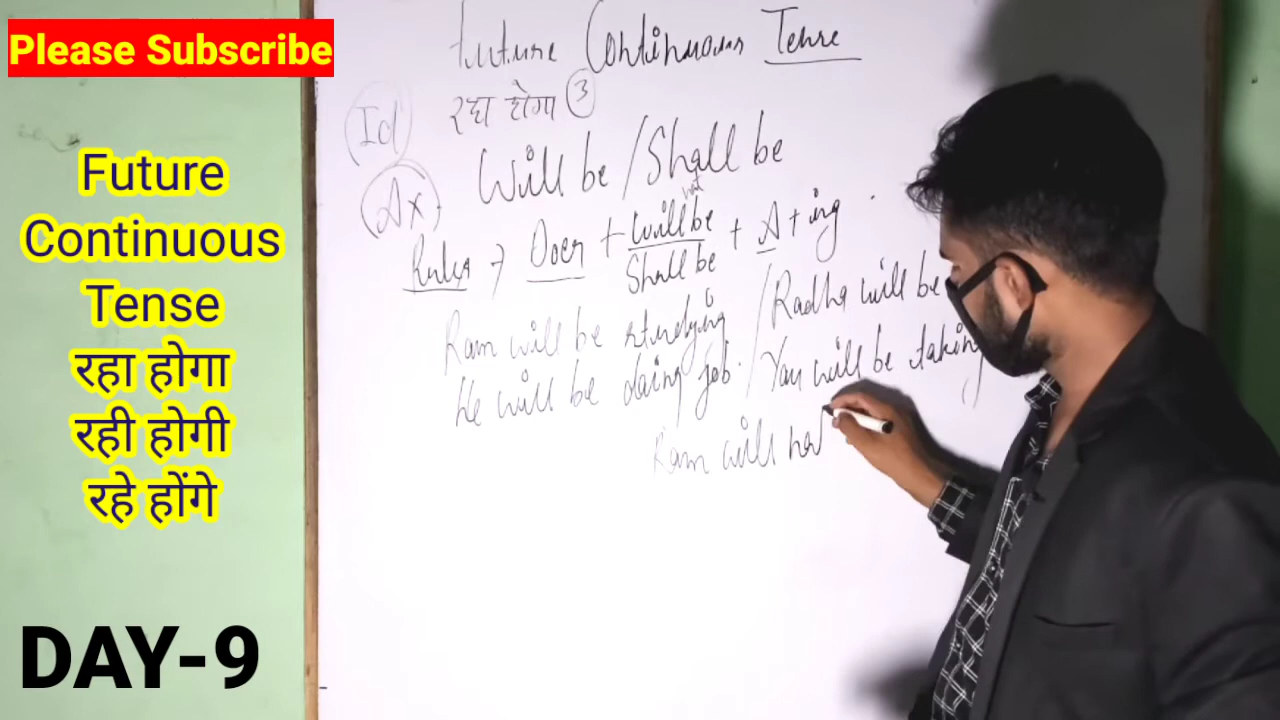 Please Subscribe
Future
Continuous
Tense
रहा होगा
रही होगी
रहे होंगे
DAY-9
Future Continuous Tense
Id रहा होगा 3
Ax Will be / Shall be
not
Rules → Doer + Will be + A + ing
Shall be
Ram will be studying / Radha will be
He will be doing job. / You will be taking
Ram will not